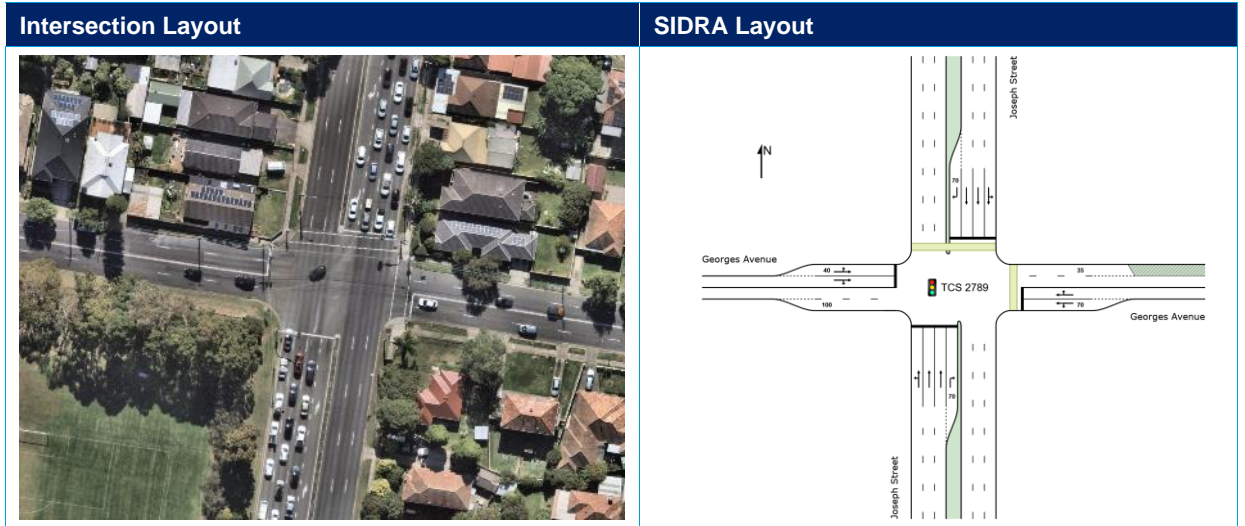 Intersection Layout
SIDRA Layout
Joseph Street
N
70
Georges Avenue
40
35
TCS 2789
100
70
Georges Avenue
70
Joseph Street